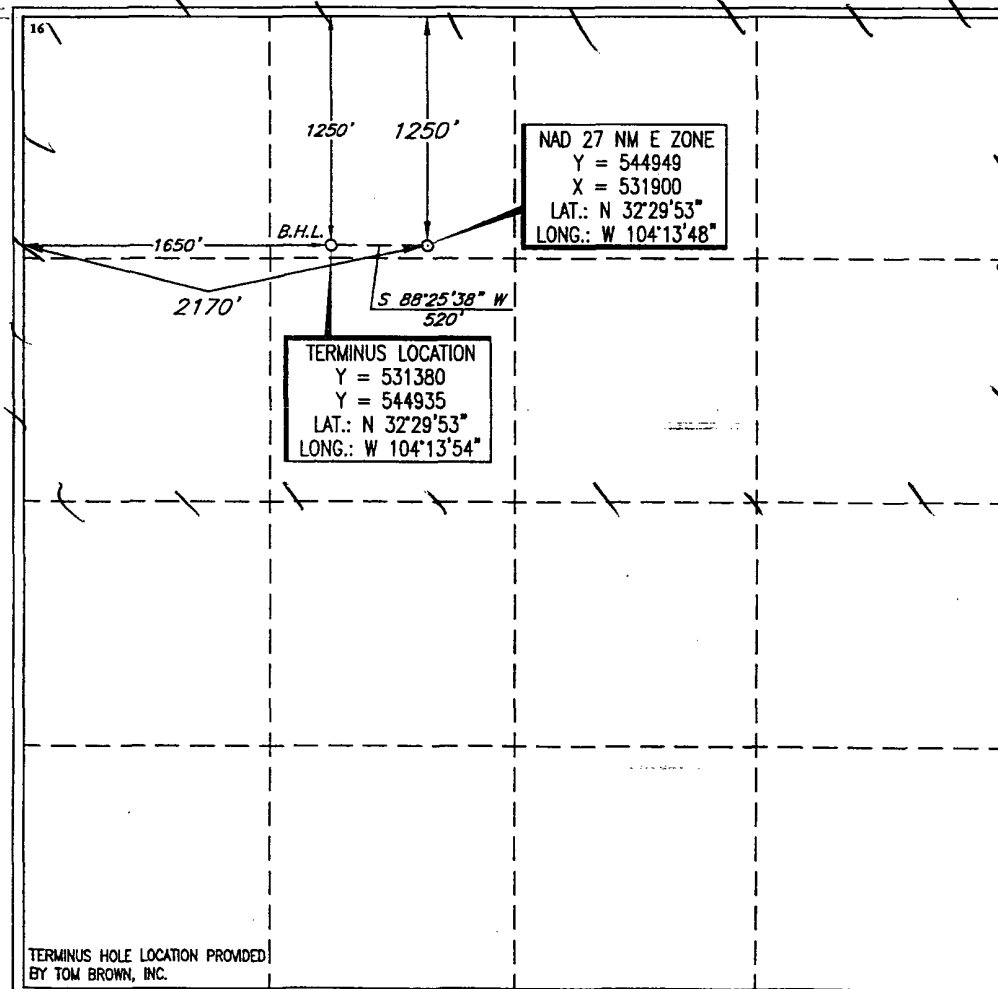 16
1250'
1250'
NAD 27 NM E ZONE
Y = 544949
X = 531900
LAT.: N 32°29'53"
LONG.: W 104°13'48"
B.H.L.
1650'
2170'
S 88°25'38" W
520'
TERMINUS LOCATION
Y = 531380
Y = 544935
LAT.: N 32°29'53"
LONG.: W 104°13'54"
TERMINUS HOLE LOCATION PROVIDED
BY TOM BROWN, INC.